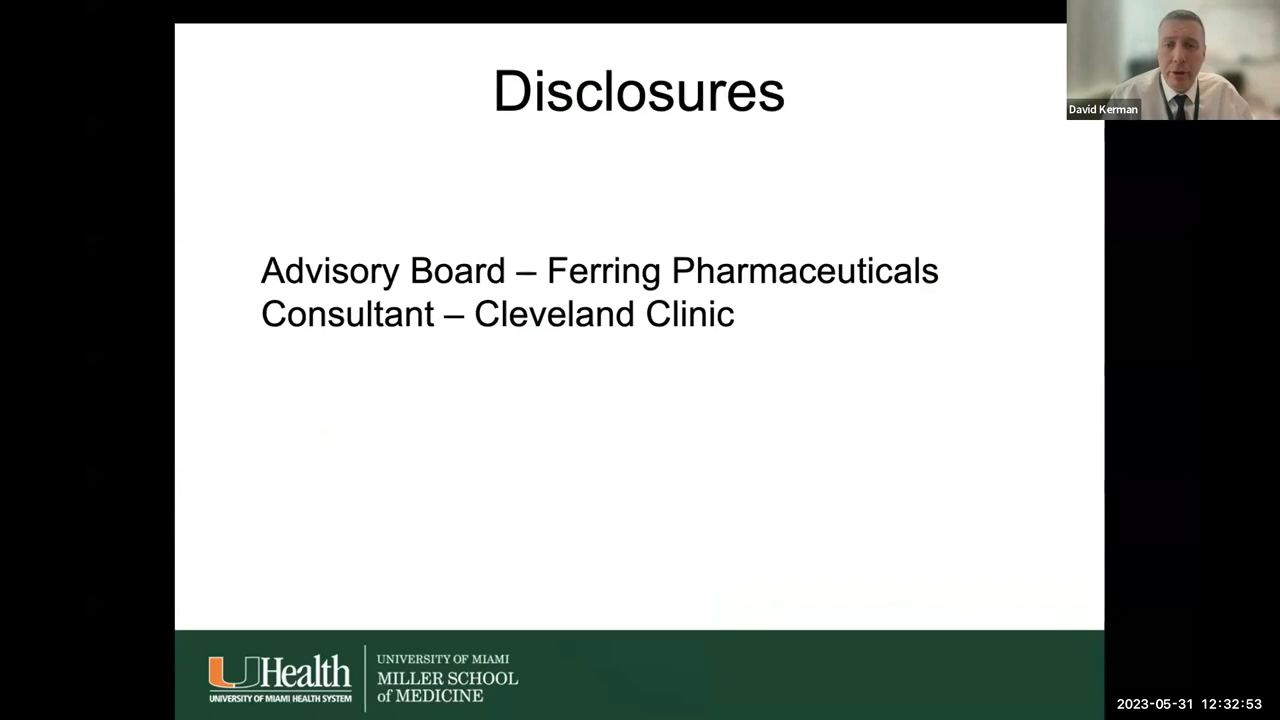 Disclosures
David Kerman
Advisory Board – Ferring Pharmaceuticals
Consultant – Cleveland Clinic
UHealth
UNIVERSITY OF MIAMI HEALTH SYSTEM
UNIVERSITY OF MIAMI
MILLER SCHOOL
of MEDICINE
2023-05-31 12:32:53